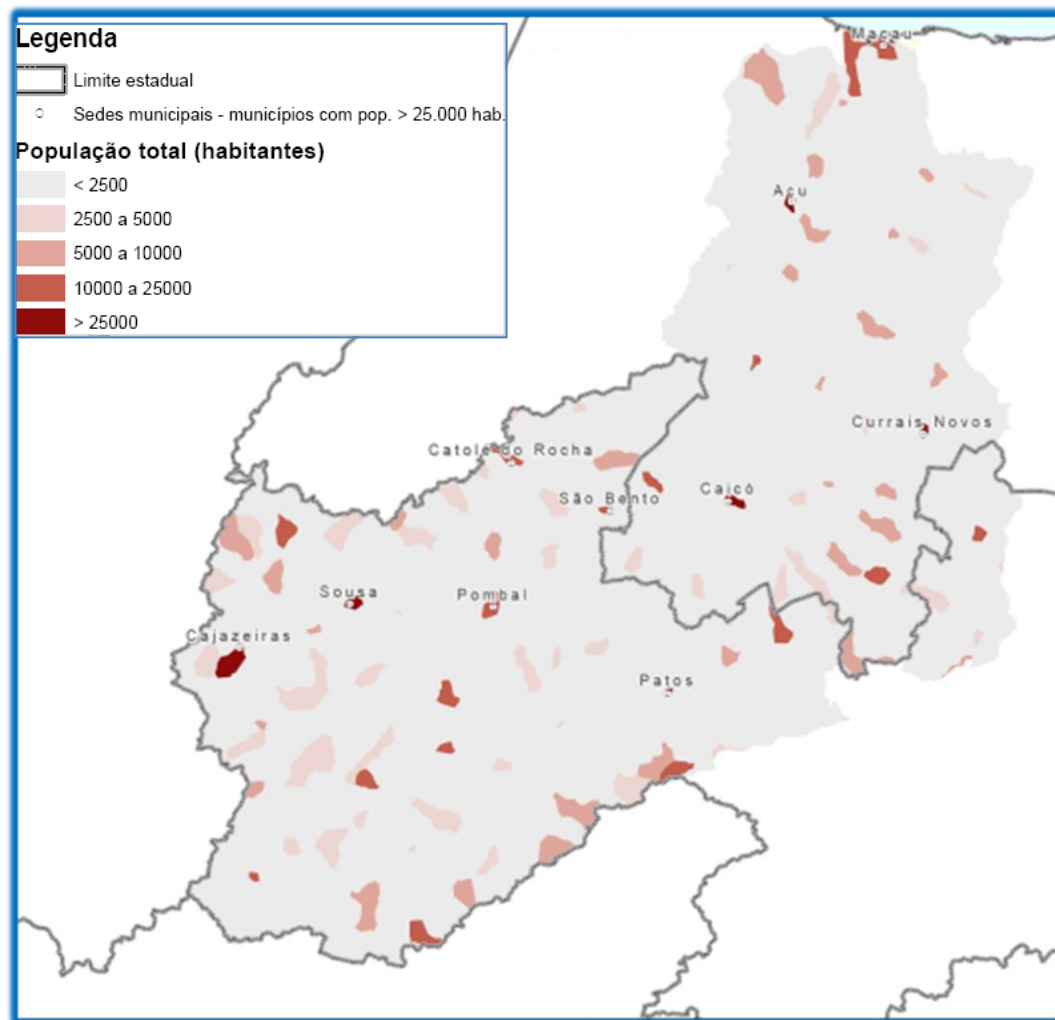 Legenda
Limite estadual
Sedes municipais - municípios com pop. > 25.000 hab.
População total (habitantes)
< 2500
2500 a 5000
5000 a 10000
10000 a 25000
> 25000
Macau
Açu
Currais Novos
Catolé do Rocha
São Bento
Caicó
Sousa
Pombal
Cajazeiras
Patos